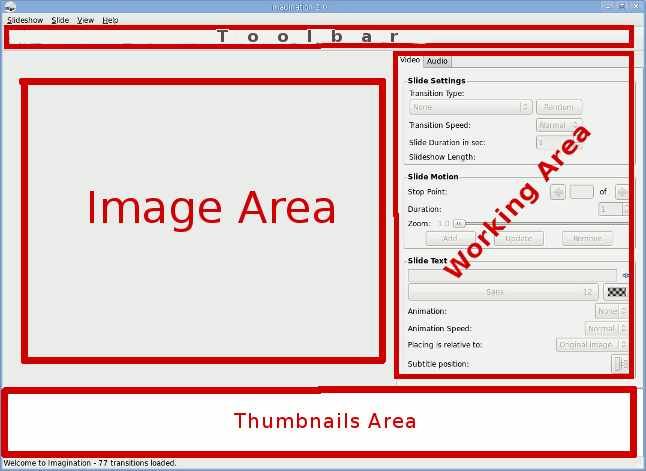 Imagination 2.0
Slideshow Slide View Help
Toolbar
Video Audio
Slide Settings
Transition Type:
None Random
Transition Speed: Normal
Slide Duration in sec: 1
Slideshow Length:
Slide Motion
Stop Point: of
Duration: 1
Zoom: 1.0
Add Update Remove
Slide Text
Sans 12
Animation: None
Animation Speed: Normal
Placing is relative to: Original image
Subtitle position:
Image Area
Working Area
Thumbnails Area
Welcome to Imagination - 77 transitions loaded.